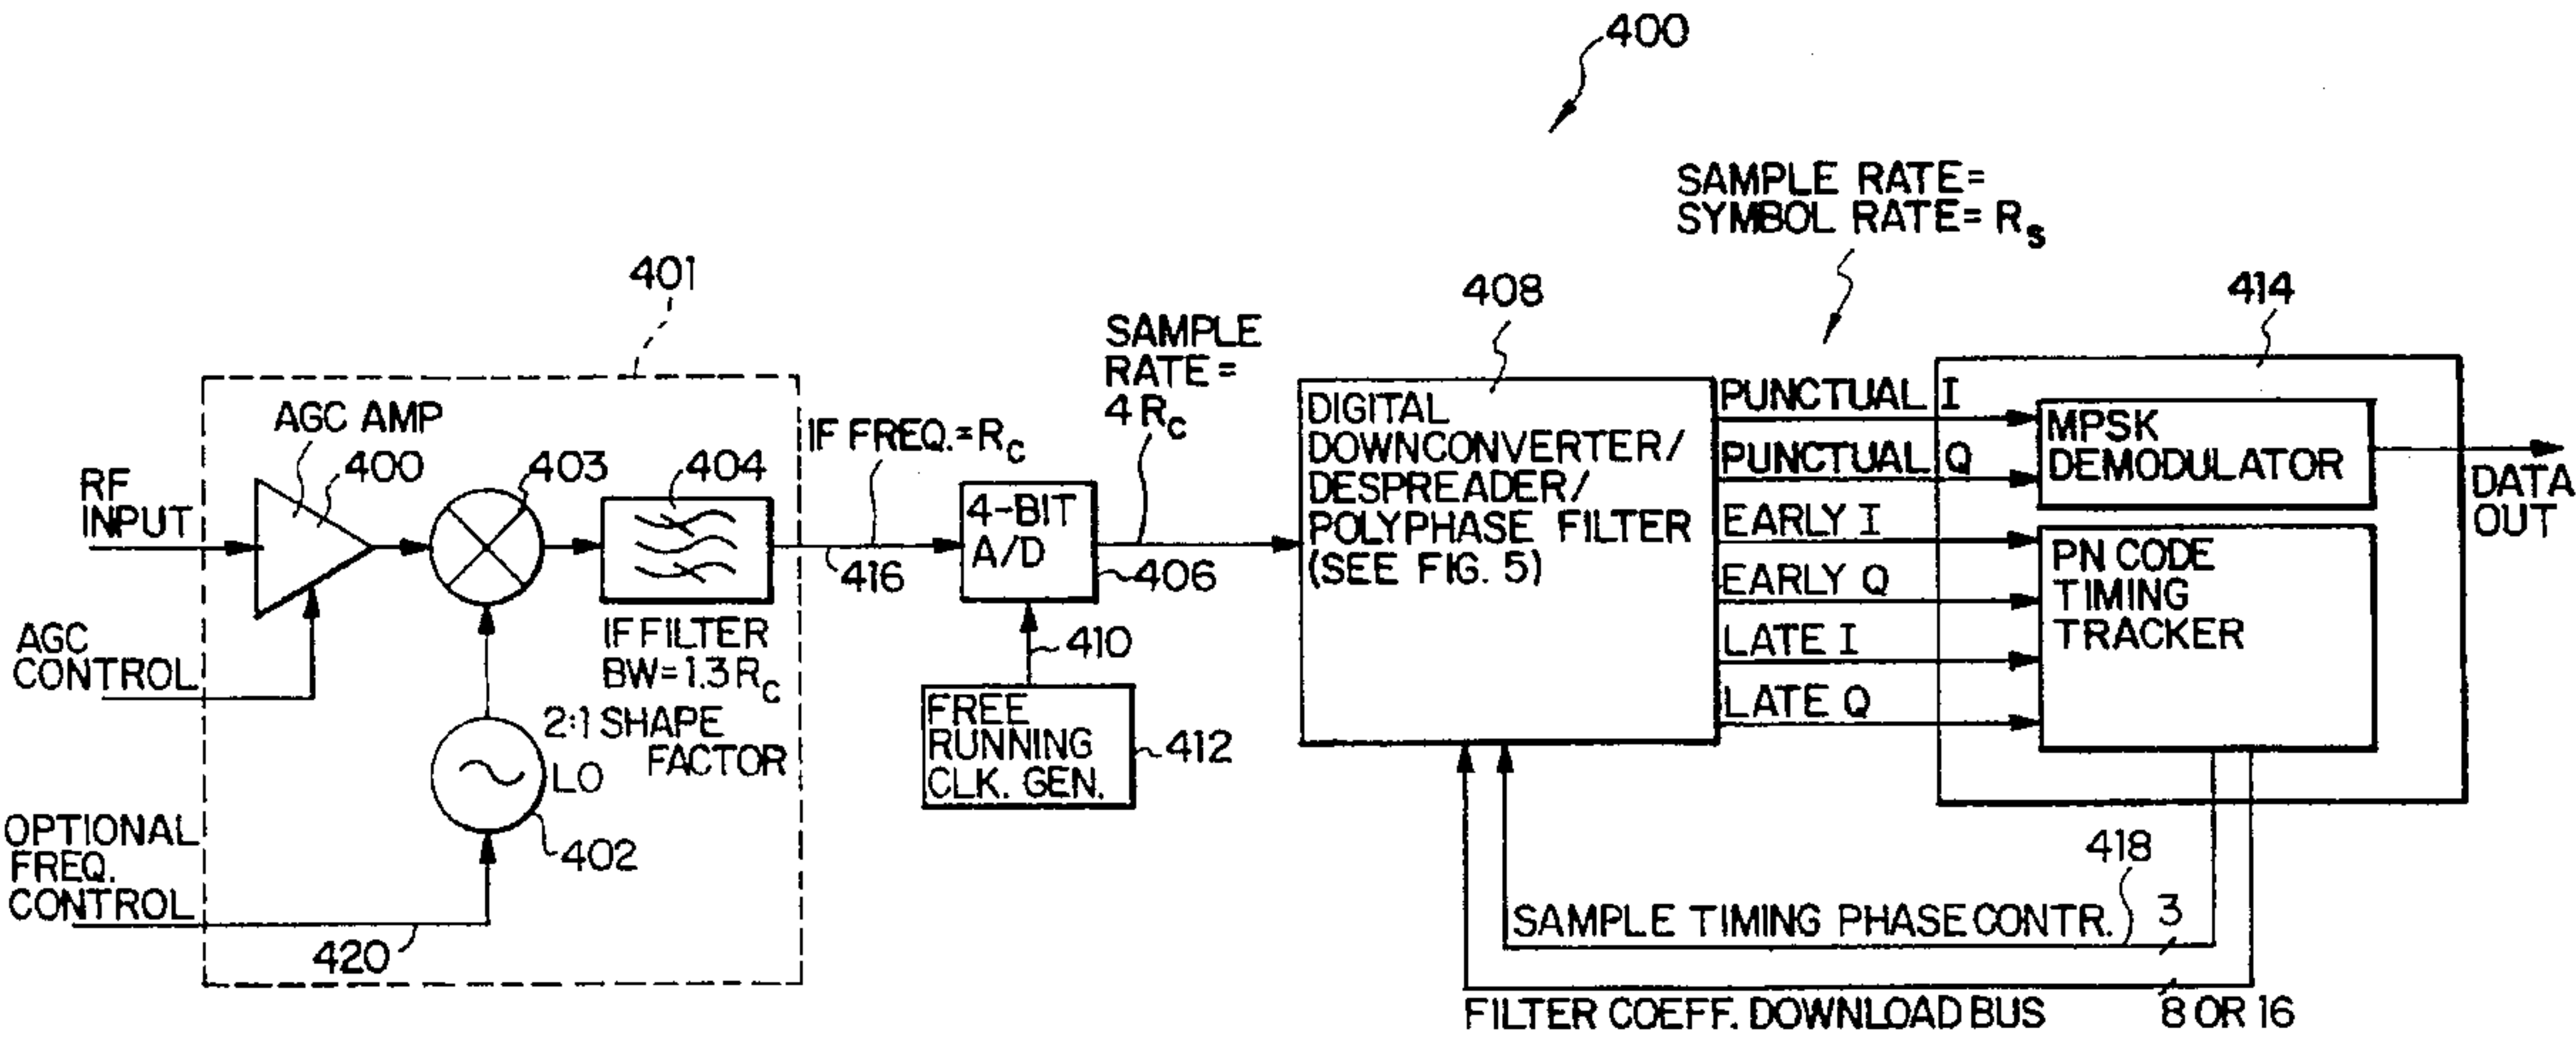 400
SAMPLE RATE=
SYMBOL RATE= Rs
401
408
414
SAMPLE
RATE=
4 Rc
AGC AMP
400
403
404
IF FREQ.= Rc
RF
INPUT
4-BIT
A/D
416
406
DIGITAL
DOWNCONVERTER/
DESPREADER/
POLYPHASE FILTER
(SEE FIG. 5)
PUNCTUAL I
PUNCTUAL Q
EARLY I
EARLY Q
LATE I
LATE Q
MPSK
DEMODULATOR
DATA
OUT
PN CODE
TIMING
TRACKER
AGC
CONTROL
IF FILTER
BW=1.3 Rc
2:1 SHAPE
FACTOR
410
FREE
RUNNING
CLK. GEN.
412
LO
402
OPTIONAL
FREQ.
CONTROL
420
418
SAMPLE TIMING PHASE CONTR. 3
FILTER COEFF. DOWNLOAD BUS 8 OR 16